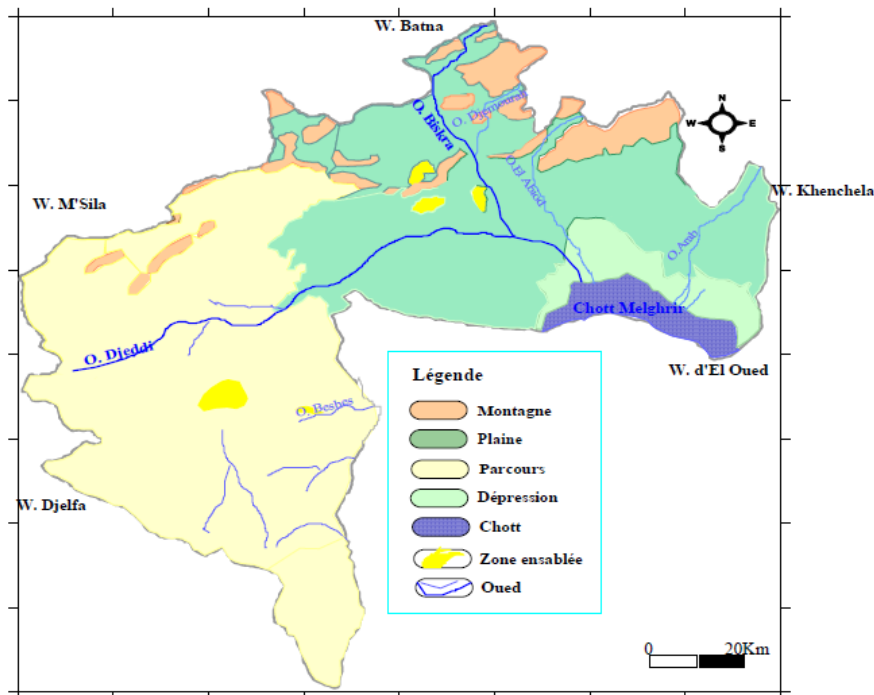 W. Batna
N
W
E
S
O. Biskra
O. Djemourah
O.El Abiod
W. Khenchela
W. M'Sila
O.Arab
Chott Melghrir
O. Djeddi
W. d'El Oued
O. Beshes
W. Djelfa
Légende
Montagne
Plaine
Parcours
Dépression
Chott
Zone ensablée
Oued
0 20Km